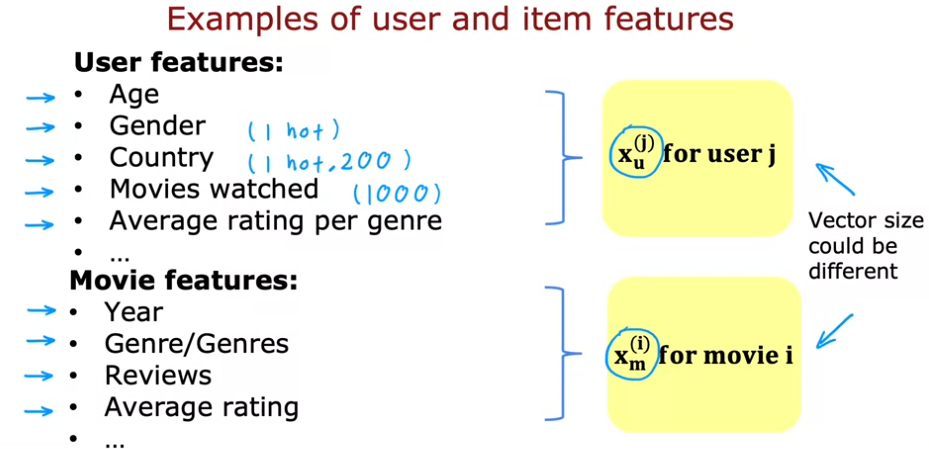 Examples of user and item features
User features:
• Age
• Gender (1 hot)
• Country (1 hot, 200)
• Movies watched (1000)
• Average rating per genre
• ...
x_u^(j) for user j
Vector size
could be
different
Movie features:
• Year
• Genre/Genres
• Reviews
• Average rating
• ...
x_m^(i) for movie i